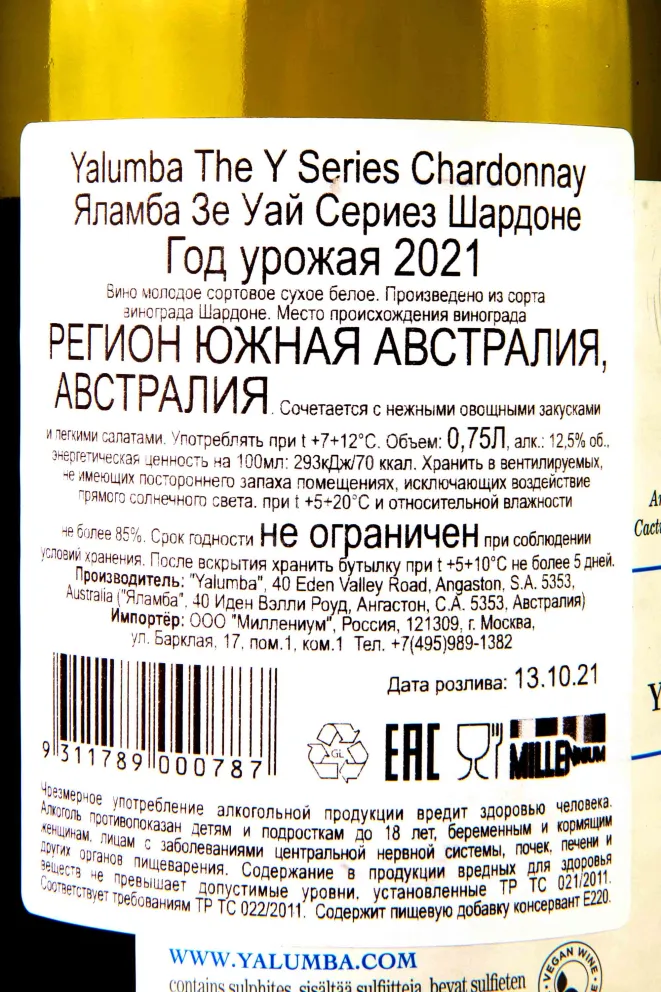 Yalumba The Y Series Chardonnay
Яламба Зе Уай Сериез Шардоне
Год урожая 2021
Вино молодое сортовое сухое белое. Произведено из сорта
винограда Шардоне. Место происхождения винограда
РЕГИОН ЮЖНАЯ АВСТРАЛИЯ,
АВСТРАЛИЯ. Сочетается с нежными овощными закусками
и легкими салатами. Употреблять при t +7+12°С. Объем: 0,75Л, алк.: 12,5% об.,
энергетическая ценность на 100мл: 293кДж/70 ккал. Хранить в вентилируемых,
не имеющих постороннего запаха помещениях, исключающих воздействие
прямого солнечного света. при t +5+20°С и относительной влажности
не более 85%. Срок годности не ограничен при соблюдении
условий хранения. После вскрытия хранить бутылку при t +5+10°С не более 5 дней.
Производитель: "Yalumba", 40 Eden Valley Road, Angaston, S.A. 5353,
Australia ("Яламба", 40 Иден Вэлли Роуд, Ангастон, С.А. 5353, Австралия)
Импортёр: ООО "Миллениум", Россия, 121309, г. Москва,
ул. Барклая, 17, пом.1, ком.1 Тел. +7(495)989-1382
Дата розлива: 13.10.21
9 311789 000787
GL
EAC
MILLENNIUM
Чрезмерное употребление алкогольной продукции вредит здоровью человека.
Алкоголь противопоказан детям и подросткам до 18 лет, беременным и кормящим
женщинам, лицам с заболеваниями центральной нервной системы, почек, печени и
других органов пищеварения. Содержание в продукции вредных для здоровья
веществ не превышает допустимые уровни, установленные ТР ТС 021/2011.
Соответствует требованиям ТР ТС 022/2011. Содержит пищевую добавку консервант Е220.
WWW.YALUMBA.COM
contains sulphites, sisältää sulfiitteja, bevat sulfieten
VEGAN WINE